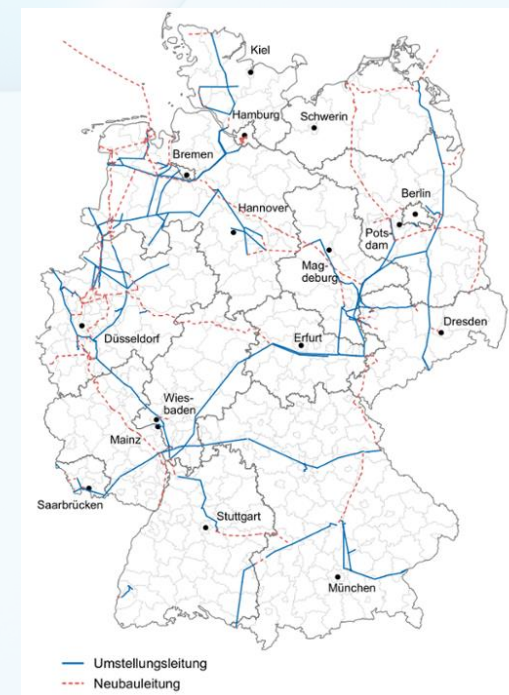 Kiel
Hamburg
Schwerin
Bremen
Berlin
Hannover
Pots-
dam
Mag-
deburg
Düsseldorf
Erfurt
Dresden
Wies-
baden
Mainz
Saarbrücken
Stuttgart
München
Umstellungsleitung
Neubauleitung